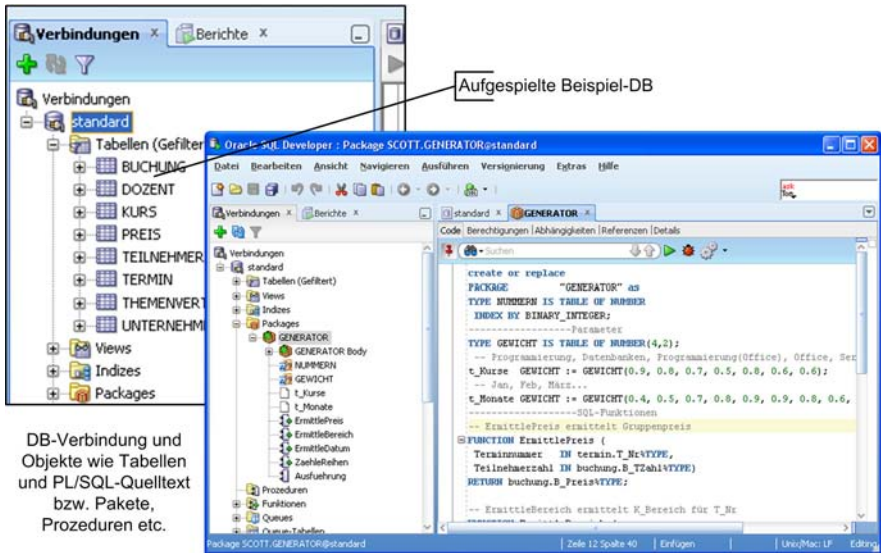 Verbindungen
Berichte
Verbindungen
standard
Tabellen (Gefilter
BUCHUNG
DOZENT
KURS
PREIS
TEILNEHMER
TERMIN
THEMENVERT
UNTERNEHM
Views
Indizes
Packages
Aufgespielte Beispiel-DB
DB-Verbindung und
Objekte wie Tabellen
und PL/SQL-Quelltext
bzw. Pakete,
Prozeduren etc.
Oracle SQL Developer : Package SCOTT.GENERATOR@standard
Datei Bearbeiten Ansicht Navigieren Ausführen Versionierung Extras Hilfe
Verbindungen
Berichte
Verbindungen
standard
Tabellen (Gefiltert)
Views
Indizes
Packages
GENERATOR
GENERATOR Body
NUMMERN
GEWICHT
t_Kurse
t_Monate
ErmittlePreis
ErmittleBereich
ErmittleDatum
ZaehleReihen
Ausfuehrung
Prozeduren
Funktionen
Queues
Queue-Tabellen
standard
GENERATOR
Code Berechtigungen |Abhängigkeiten |Referenzen |Details
Suchen
create or replace
PACKAGE "GENERATOR" as
TYPE NUMMERN IS TABLE OF NUMBER
INDEX BY BINARY_INTEGER;
------------------Parameter
TYPE GEWICHT IS TABLE OF NUMBER(4,2);
-- Programmierung, Datenbanken, Programierung(Office), Office, Ser
t_Kurse GEWICHT := GEWICHT(0.9, 0.8, 0.7, 0.5, 0.8, 0.6, 0.6);
-- Jan, Feb, März...
t_Monate GEWICHT := GEWICHT(0.4, 0.5, 0.7, 0.8, 0.9, 0.9, 0.8, 0.6,
-------------------SQL-Funktionen
-- ErmittlePreis ermittelt Gruppenpreis
FUNCTION ErmittlePreis (
Terminnummer IN termin.T_Nr%TYPE,
Teilnehmerzahl IN buchung.B_TZahl%TYPE)
RETURN buchung.B_Preis%TYPE;
-- ErmittleBereich ermittelt K_Bereich für T_Nr
Package SCOTT.GENERATOR@standard
Zeile 12 Spalte 40
Einfügen
Unix/Mac: LF
Editing